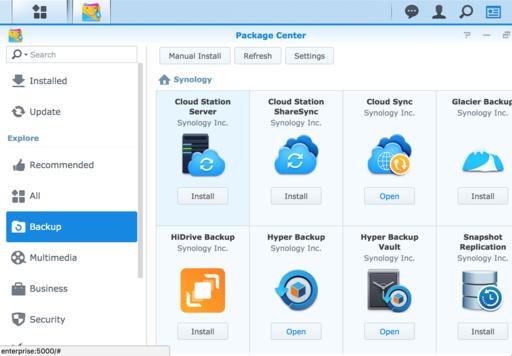 Package Center
Search
Manual Install
Refresh
Settings
Synology
Installed
Update
Explore
Recommended
All
Backup
Multimedia
Business
Security
Cloud Station
Server
Synology Inc.
Install
Cloud Station
ShareSync
Synology Inc.
Install
Cloud Sync
Synology Inc.
Open
Glacier Backup
Synology Inc.
Install
HiDrive Backup
Synology Inc.
Install
Hyper Backup
Synology Inc.
Open
Hyper Backup
Vault
Synology Inc.
Open
Snapshot
Replication
Synology Inc.
Install
enterprise:5000/#